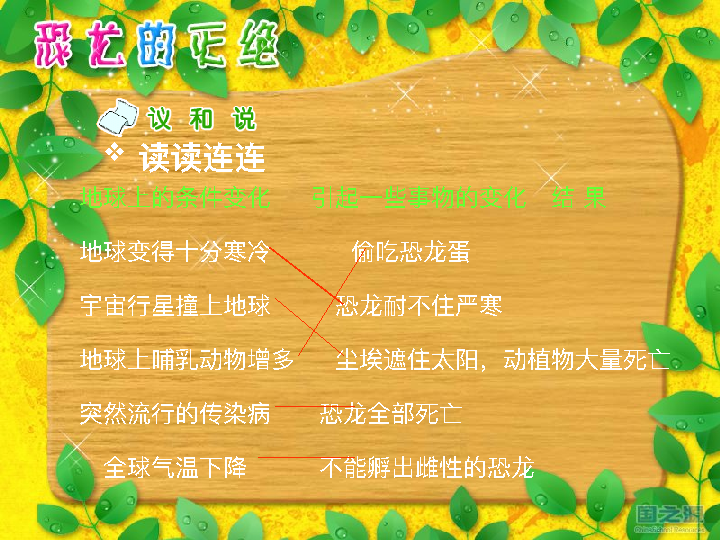 恐龙的灭绝
议和说
读读连连
地球上的条件变化 引起一些事物的变化 结 果
地球变得十分寒冷 偷吃恐龙蛋
宇宙行星撞上地球 恐龙耐不住严寒
地球上哺乳动物增多 尘埃遮住太阳，动植物大量死亡
突然流行的传染病 恐龙全部死亡
全球气温下降 不能孵出雌性的恐龙